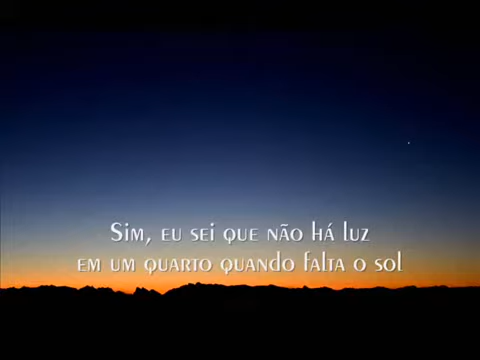 Sim, eu sei que não há luz
em um quarto quando falta o sol